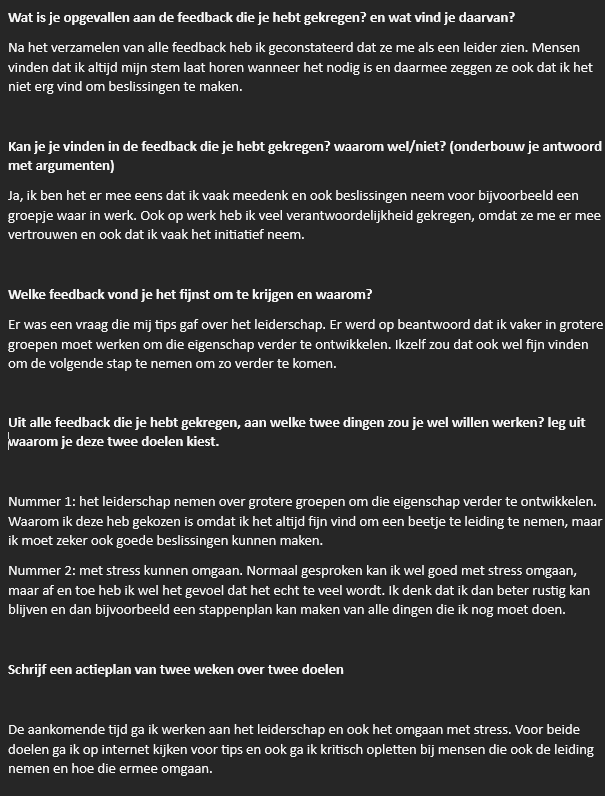 Wat is je opgevallen aan de feedback die je hebt gekregen? en wat vind je daarvan?
Na het verzamelen van alle feedback heb ik geconstateerd dat ze me als een leider zien. Mensen
vinden dat ik altijd mijn stem laat horen wanneer het nodig is en daarmee zeggen ze ook dat ik het
niet erg vind om beslissingen te maken.
Kan je je vinden in de feedback die je hebt gekregen? waarom wel/niet? (onderbouw je antwoord
met argumenten)
Ja, ik ben het er mee eens dat ik vaak meedenk en ook beslissingen neem voor bijvoorbeeld een
groepje waar in werk. Ook op werk heb ik veel verantwoordelijkheid gekregen, omdat ze me er mee
vertrouwen en ook dat ik vaak het initiatief neem.
Welke feedback vond je het fijnst om te krijgen en waarom?
Er was een vraag die mij tips gaf over het leiderschap. Er werd op beantwoord dat ik vaker in grotere
groepen moet werken om die eigenschap verder te ontwikkelen. Ikzelf zou dat ook wel fijn vinden
om de volgende stap te nemen om zo verder te komen.
Uit alle feedback die je hebt gekregen, aan welke twee dingen zou je wel willen werken? leg uit
waarom je deze twee doelen kiest.
Nummer 1: het leiderschap nemen over grotere groepen om die eigenschap verder te ontwikkelen.
Waarom ik deze heb gekozen is omdat ik het altijd fijn vind om een beetje te leiding te nemen, maar
ik moet zeker ook goede beslissingen kunnen maken.
Nummer 2: met stress kunnen omgaan. Normaal gesproken kan ik wel goed met stress omgaan,
maar af en toe heb ik wel het gevoel dat het echt te veel wordt. Ik denk dat ik dan beter rustig kan
blijven en dan bijvoorbeeld een stappenplan kan maken van alle dingen die ik nog moet doen.
Schrijf een actieplan van twee weken over twee doelen
De aankomende tijd ga ik werken aan het leiderschap en ook het omgaan met stress. Voor beide
doelen ga ik op internet kijken voor tips en ook ga ik kritisch opletten bij mensen die ook de leiding
nemen en hoe die ermee omgaan.